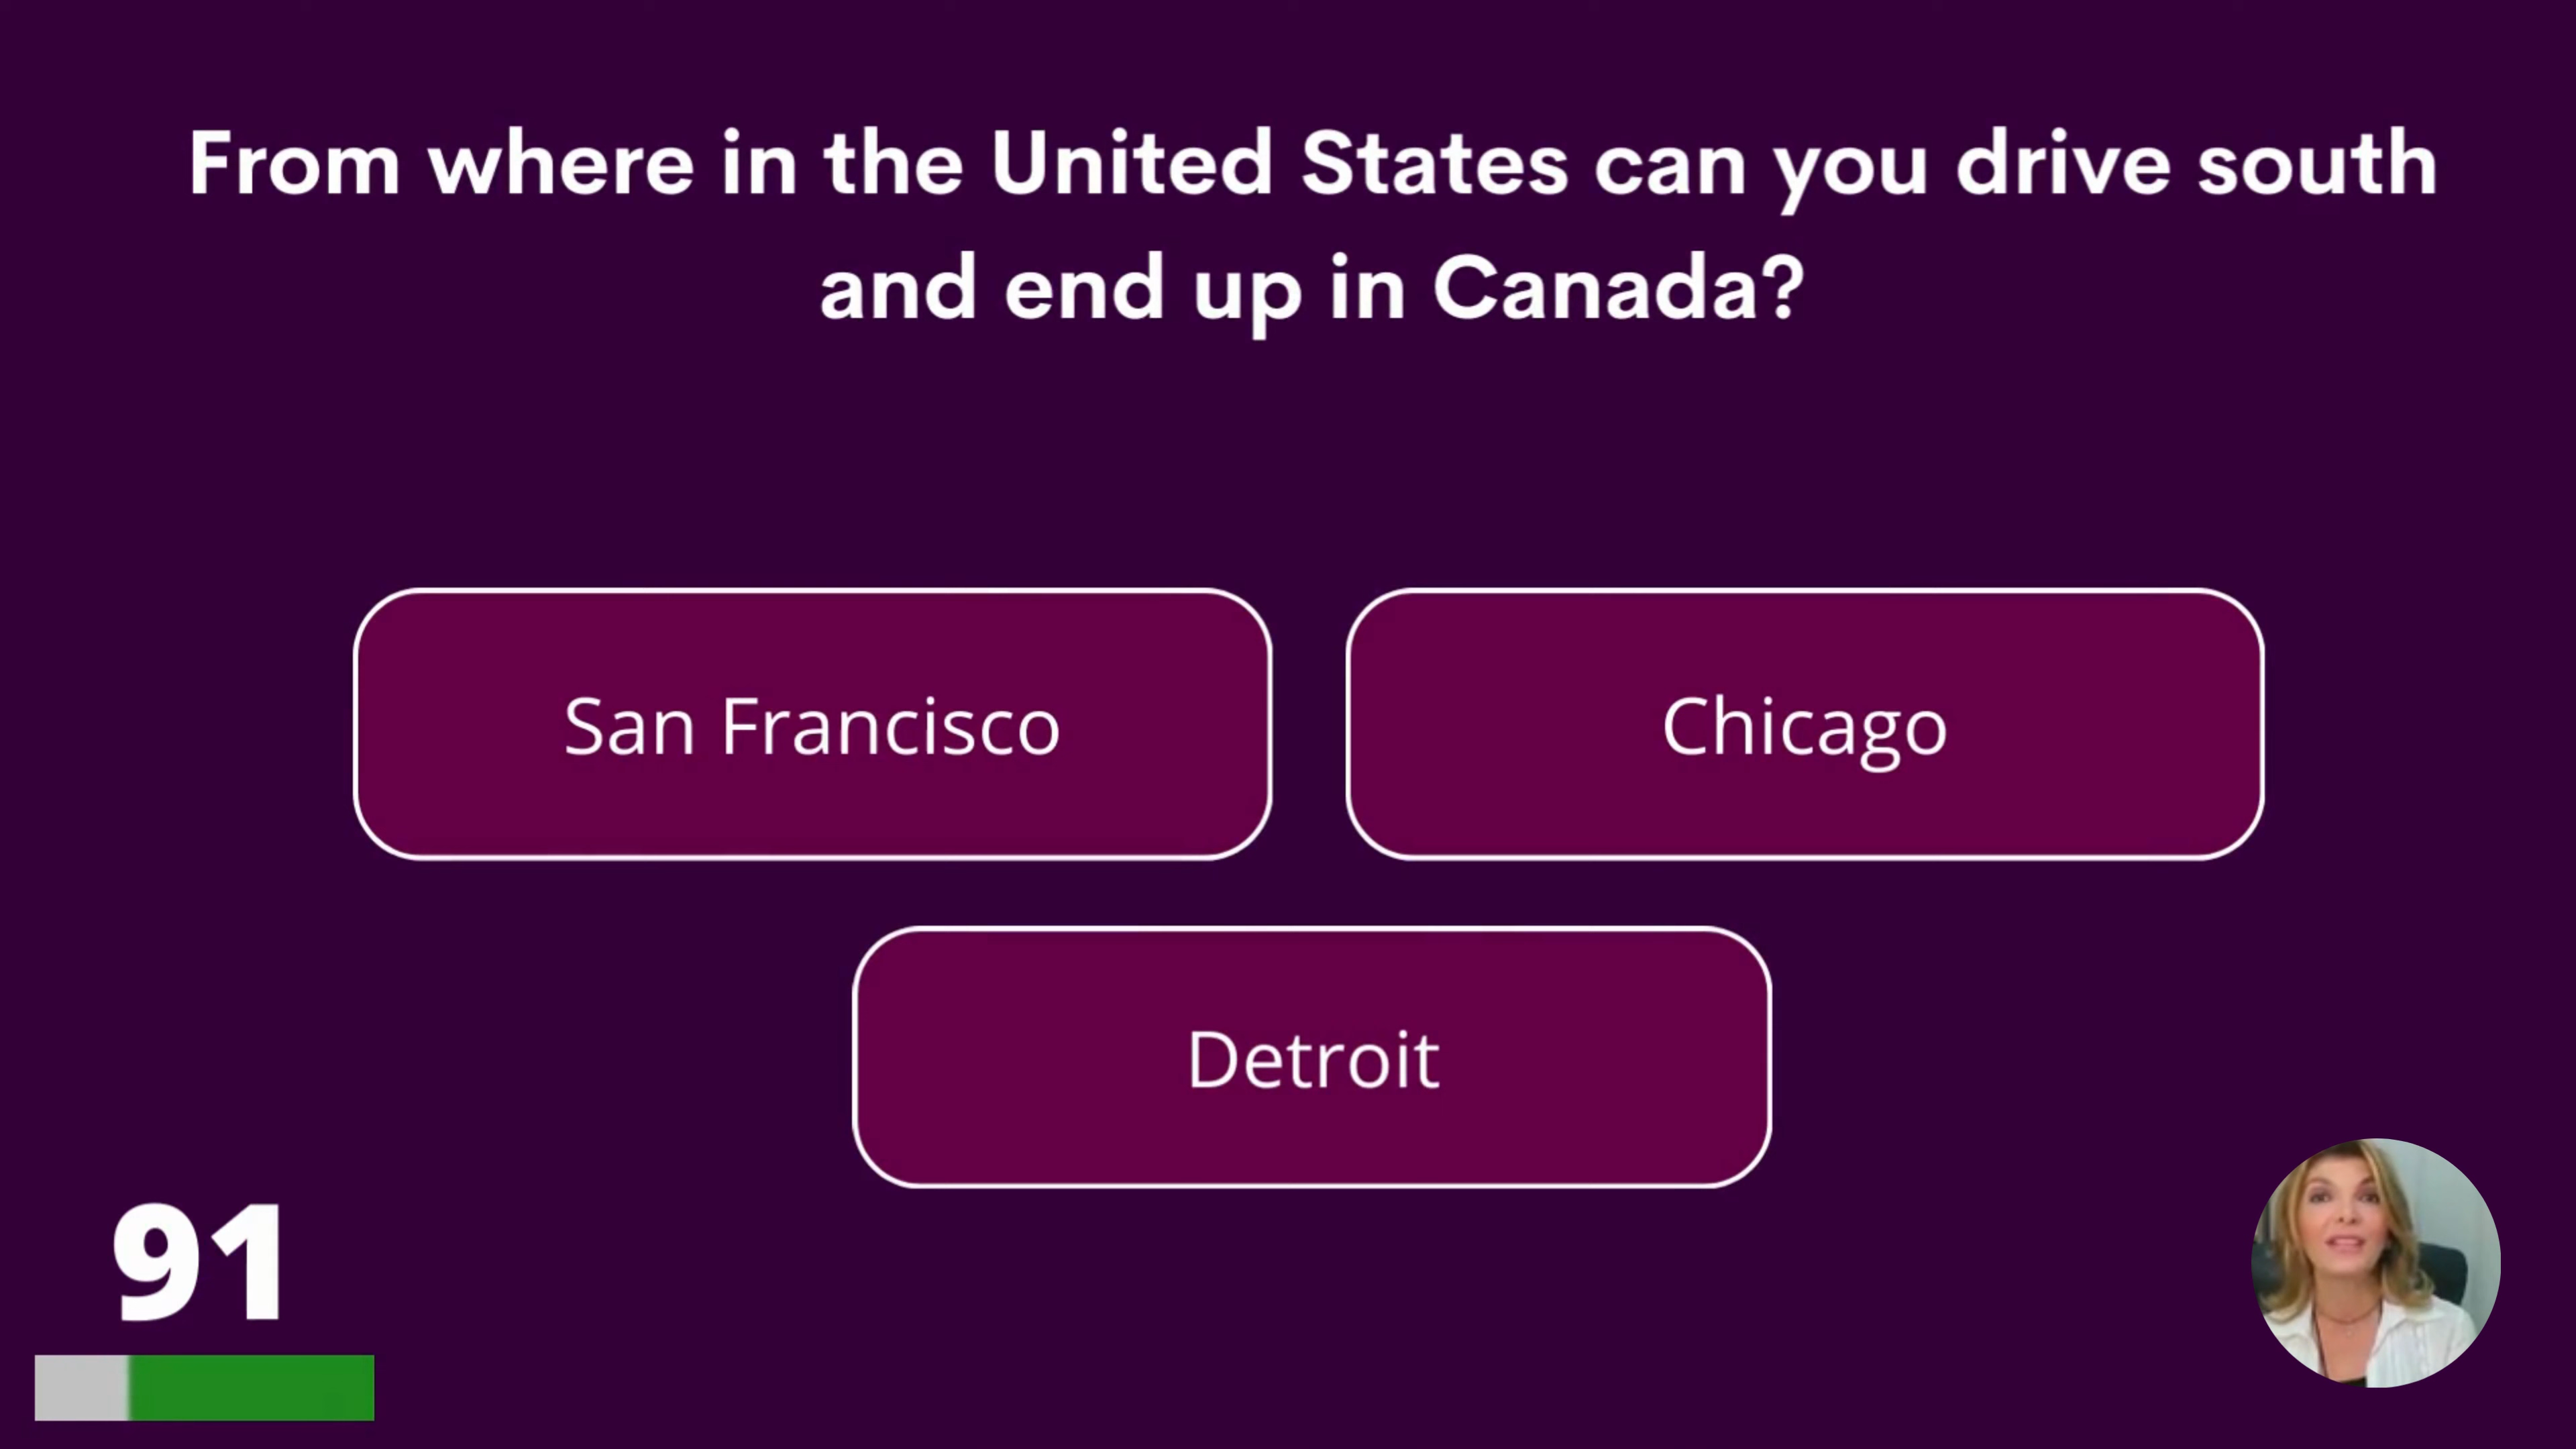 From where in the United States can you drive south
and end up in Canada?
San Francisco
Chicago
Detroit
91